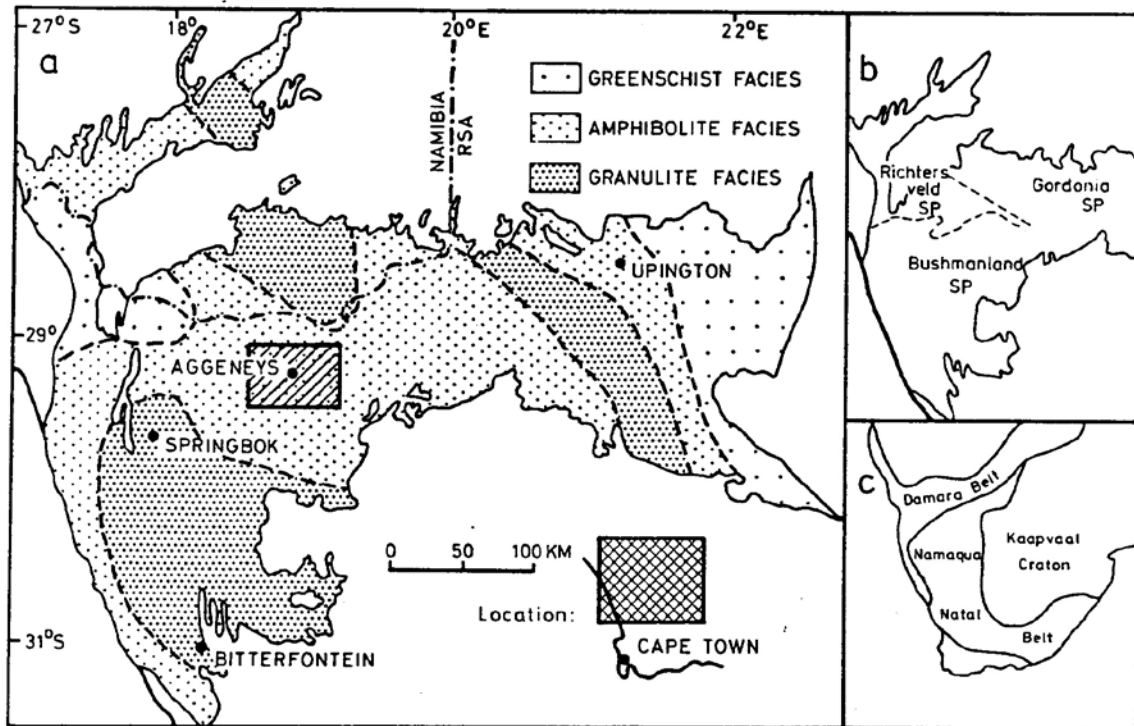 27°S
18°
20°E
22°E
a
NAMIBIA
RSA
GREENSCHIST FACIES
AMPHIBOLITE FACIES
GRANULITE FACIES
UPINGTON
29°
AGGENEYS
SPRINGBOK
0 50 100 KM
Location:
31°S
BITTERFONTEIN
CAPE TOWN
b
Richters
veld
SP
Gordonia
SP
Bushmanland
SP
c
Damara Belt
Namaqua
Kaapvaal
Craton
Natal
Belt